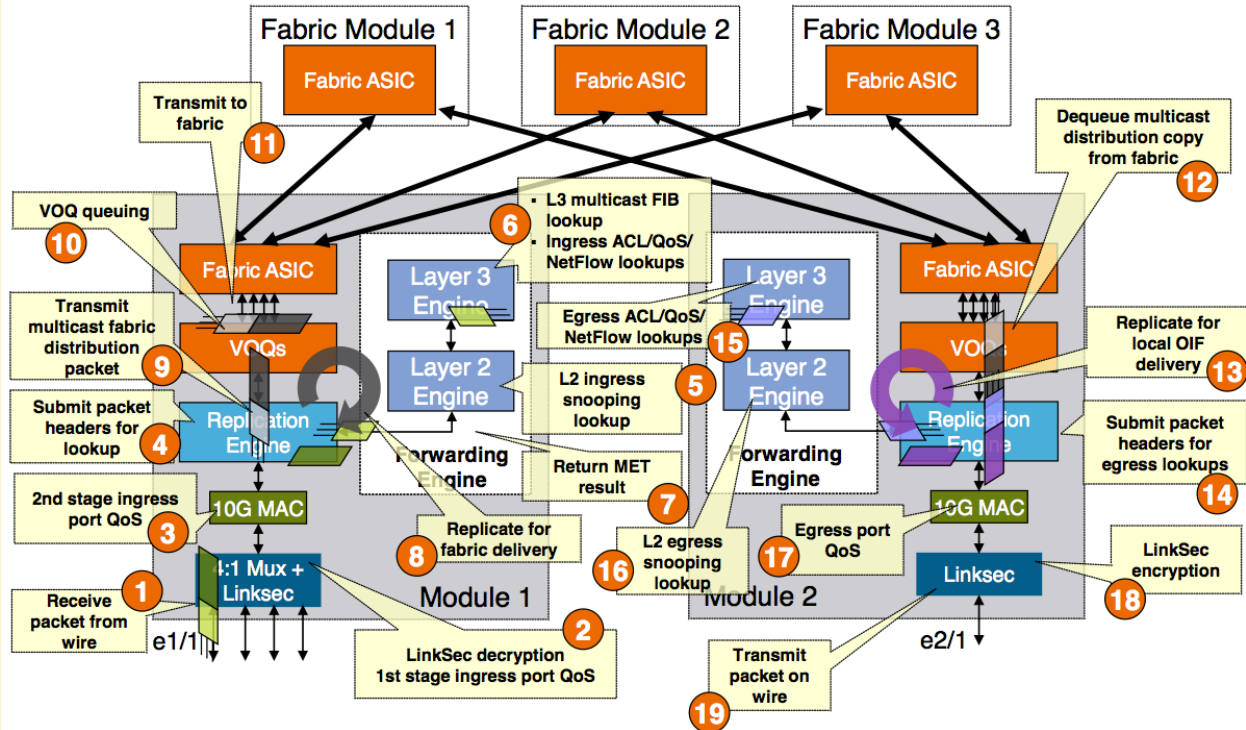 Fabric Module 1
Fabric ASIC
Fabric Module 2
Fabric ASIC
Fabric Module 3
Fabric ASIC
Transmit to
fabric
11
Dequeue multicast
distribution copy
from fabric
12
VOQ queuing
10
6
▪ L3 multicast FIB
lookup
▪ Ingress ACL/QoS/
NetFlow lookups
Fabric ASIC
Layer 3
Engine
Layer 3
Engine
Fabric ASIC
Transmit
multicast fabric
distribution
packet
9
VOQs
Egress ACL/QoS/
NetFlow lookups
15
VOQs
Replicate for
local OIF
delivery
13
Layer 2
Engine
L2 ingress
snooping
lookup
5
Layer 2
Engine
Submit packet
headers for
lookup
4
Replication
Engine
Replication
Engine
Submit packet
headers for
egress lookups
14
Forwarding
Engine
Return MET
result
7
Forwarding
Engine
2nd stage ingress
port QoS
3
10G MAC
Replicate for
fabric delivery
8
L2 egress
snooping
lookup
16
Egress port
QoS
17
10G MAC
1
Receive
packet from
wire
4:1 Mux +
Linksec
Module 1
Module 2
Linksec
LinkSec
encryption
18
e1/1
2
LinkSec decryption
1st stage ingress port QoS
Transmit
packet on
wire
19
e2/1